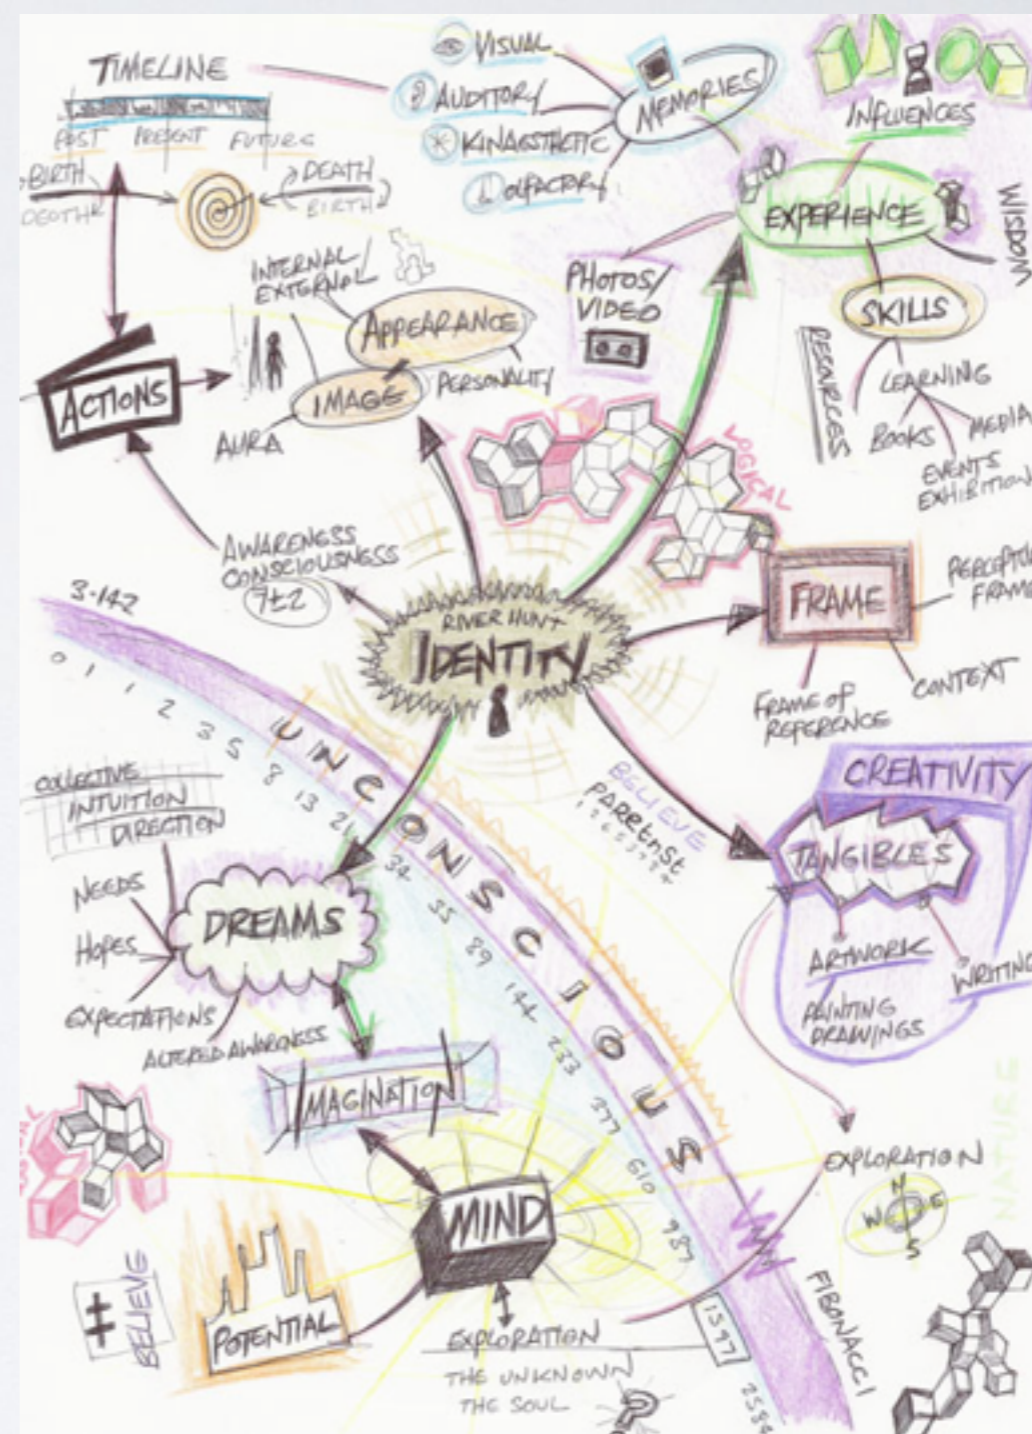 TIMELINE
PAST PRESENT FUTURE
BIRTH
DEATH
DEATH
BIRTH
VISUAL
AUDITORY
KINAESTHETIC
OLFACTORY
MEMORIES
INFLUENCES
EXPERIENCE
WISDOM
PHOTOS/
VIDEO
SKILLS
RESOURCES
LEARNING
BOOKS
MEDIA
EVENTS
EXHIBITION
INTERNAL/
EXTERNAL
APPEARANCE
IMAGE
PERSONALITY
AURA
ACTIONS
LOGICAL
AWARENESS
CONSCIOUSNESS
7±2
RIVER HUNT
IDENTITY
FRAME
FRAME
CONTEXT
FRAME OF
REFERENCE
3.142
0 1 1 2 3 5 8 13 21 34 55 89 144 233 377 610 987 1597 2584
UNCONSCIOUS
BELIEVE
CREATIVITY
TANGIBLES
ARTWORK
PAINTING
DRAWINGS
WRITING
COLLECTIVE
INTUITION
DIRECTION
NEEDS
HOPES
EXPECTATIONS
ALTERED AWARENESS
DREAMS
IMAGINATION
MIND
EXPLORATION
N
W E
S
NATURE
BELIEVE
POTENTIAL
EXPLORATION
THE UNKNOWN
THE SOUL
?
FIBONACCI